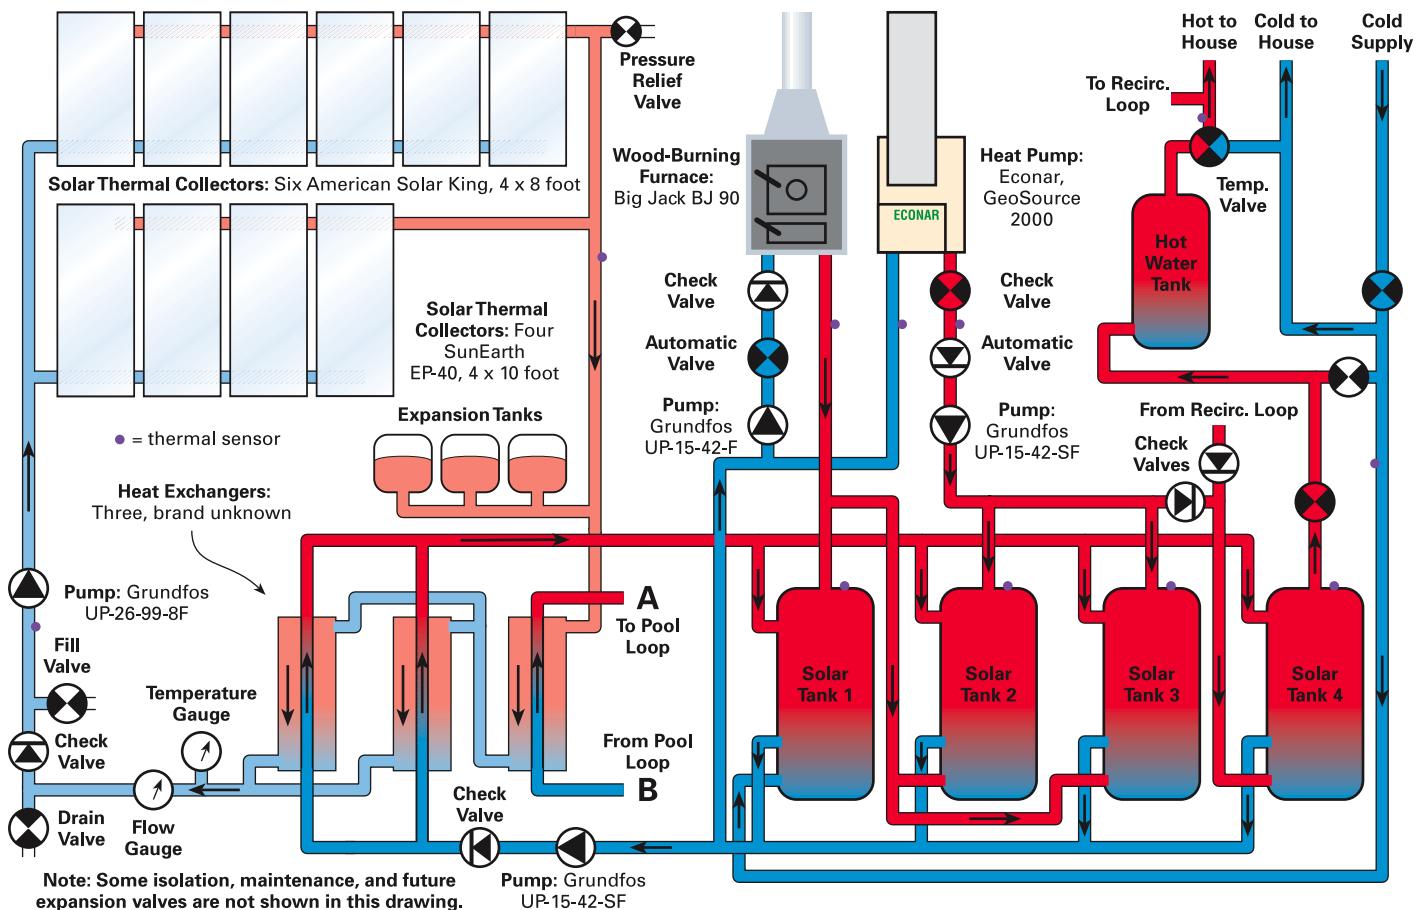 Hot to
House
Cold to
House
Cold
Supply
Pressure
Relief
Valve
To Recirc.
Loop
Wood-Burning
Furnace:
Big Jack BJ 90
Heat Pump:
Econar,
GeoSource
2000
Temp.
Valve
Solar Thermal Collectors: Six American Solar King, 4 x 8 foot
ECONAR
Hot
Water
Tank
Check
Valve
Check
Valve
Solar Thermal
Collectors: Four
SunEarth
EP-40, 4 x 10 foot
Automatic
Valve
Automatic
Valve
Expansion Tanks
Pump:
Grundfos
UP-15-42-F
Pump:
Grundfos
UP-15-42-SF
From Recirc. Loop
Check
Valves
= thermal sensor
Heat Exchangers:
Three, brand unknown
Pump: Grundfos
UP-26-99-8F
A
To Pool
Loop
Fill
Valve
Temperature
Gauge
Solar
Tank 1
Solar
Tank 2
Solar
Tank 3
Solar
Tank 4
Check
Valve
From Pool
Loop
B
Check
Valve
Drain
Valve
Flow
Gauge
Note: Some isolation, maintenance, and future
expansion valves are not shown in this drawing.
Pump: Grundfos
UP-15-42-SF